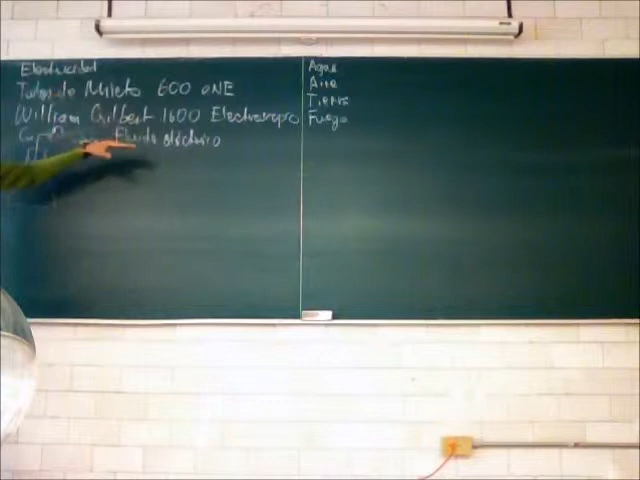 Electricidad
Tales de Mileto 600 ANE
William Gilbert 1600 Electroscopio
Fluido eléctrico
Agua
Aire
Tierra
Fuego